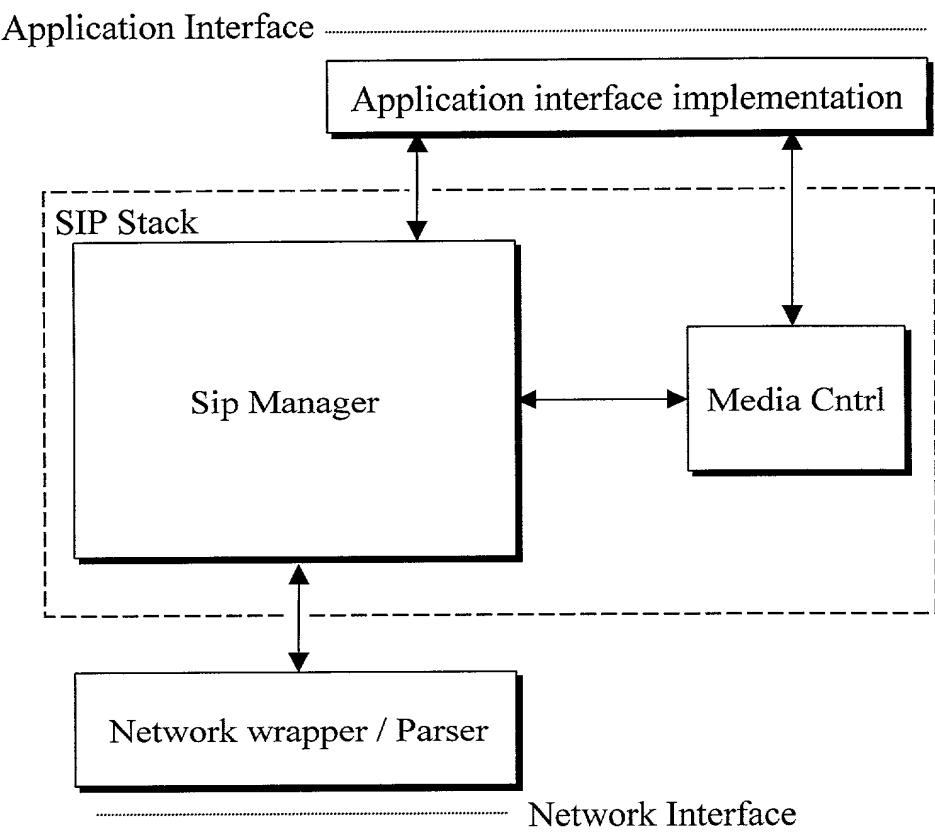 Application Interface
Application interface implementation
SIP Stack
Sip Manager
Media Cntrl
Network wrapper / Parser
Network Interface